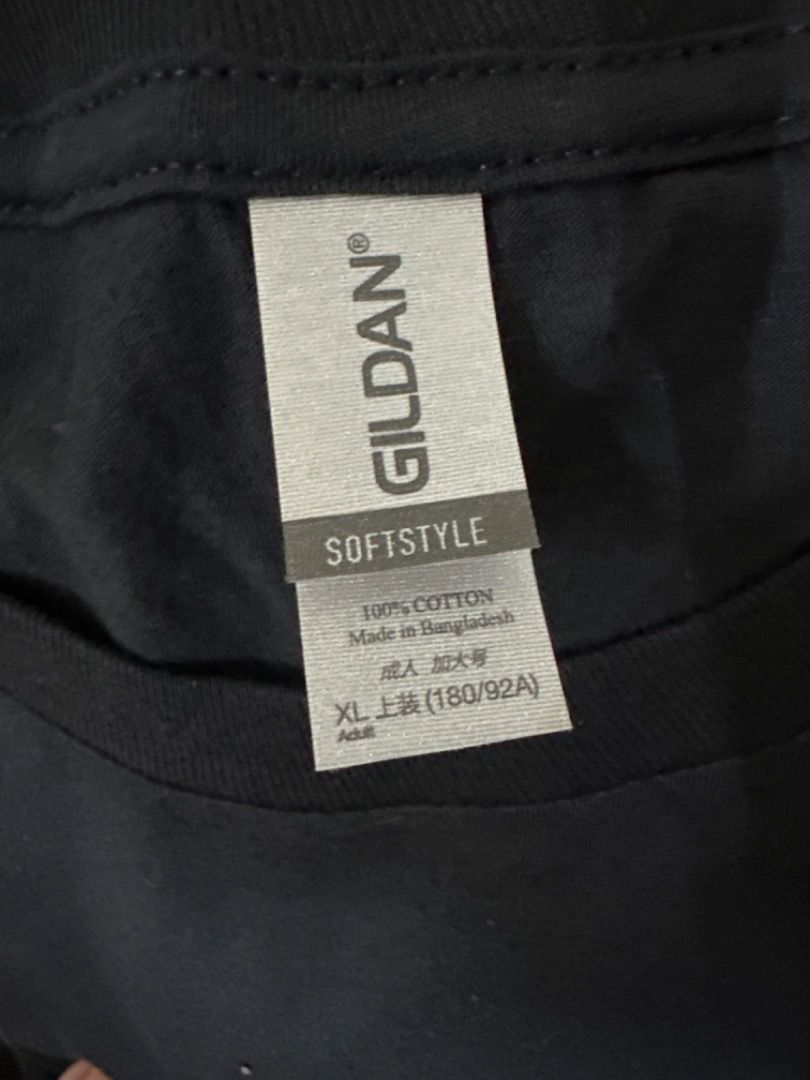 GILDAN®
SOFTSTYLE
100% COTTON
Made in Bangladesh
成人 加大号
XL 上装 (180/92A)
Adult